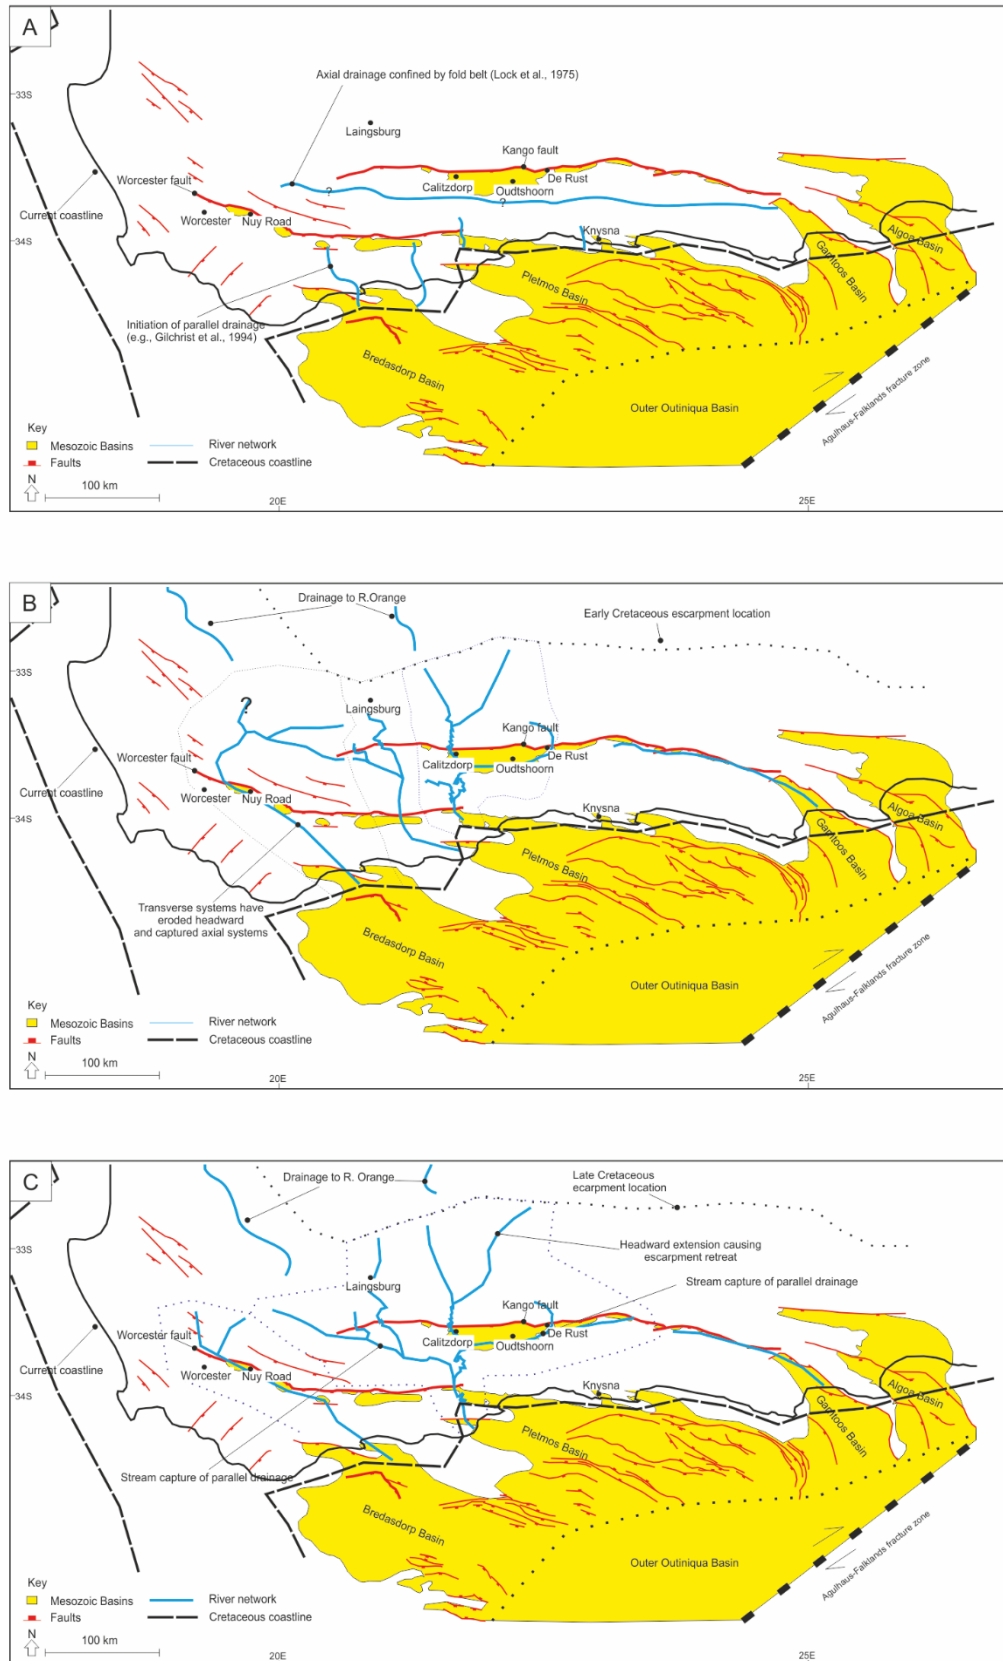 A
Axial drainage confined by fold belt (Lock et al., 1975)
33S
Laingsburg
Kango fault
Worcester fault
?
Calitzdorp
Oudtshoorn
De Rust
?
Current coastline
Worcester
Nuy Road
34S
Knysna
Algoa Basin
Gamtoos Basin
Pletmos Basin
Initiation of parallel drainage
(e.g., Gilchrist et al., 1994)
Bredasdorp Basin
Outer Outiniqua Basin
Agulhaus-Falklands fracture zone
Key
Mesozoic Basins
River network
Faults
Cretaceous coastline
N
100 km
20E
25E
B
Drainage to R.Orange
Early Cretaceous escarpment location
33S
?
Laingsburg
Kango fault
Worcester fault
Calitzdorp
Oudtshoorn
De Rust
Current coastline
Worcester
Nuy Road
34S
Knysna
Algoa Basin
Gamtoos Basin
Pletmos Basin
Transverse systems have
eroded headward
and captured axial systems
Bredasdorp Basin
Outer Outiniqua Basin
Agulhaus-Falklands fracture zone
Key
Mesozoic Basins
River network
Faults
Cretaceous coastline
N
100 km
20E
25E
C
Drainage to R. Orange
Late Cretaceous
ecarpment location
33S
Headward extension causing
escarpment retreat
Laingsburg
Stream capture of parallel drainage
Kango fault
Worcester fault
Calitzdorp
Oudtshoorn
De Rust
Current coastline
Worcester
Nuy Road
34S
Knysna
Algoa Basin
Gamtoos Basin
Pletmos Basin
Stream capture of parallel drainage
Bredasdorp Basin
Outer Outiniqua Basin
Agulhaus-Falklands fracture zone
Key
Mesozoic Basins
River network
Faults
Cretaceous coastline
N
100 km
20E
25E